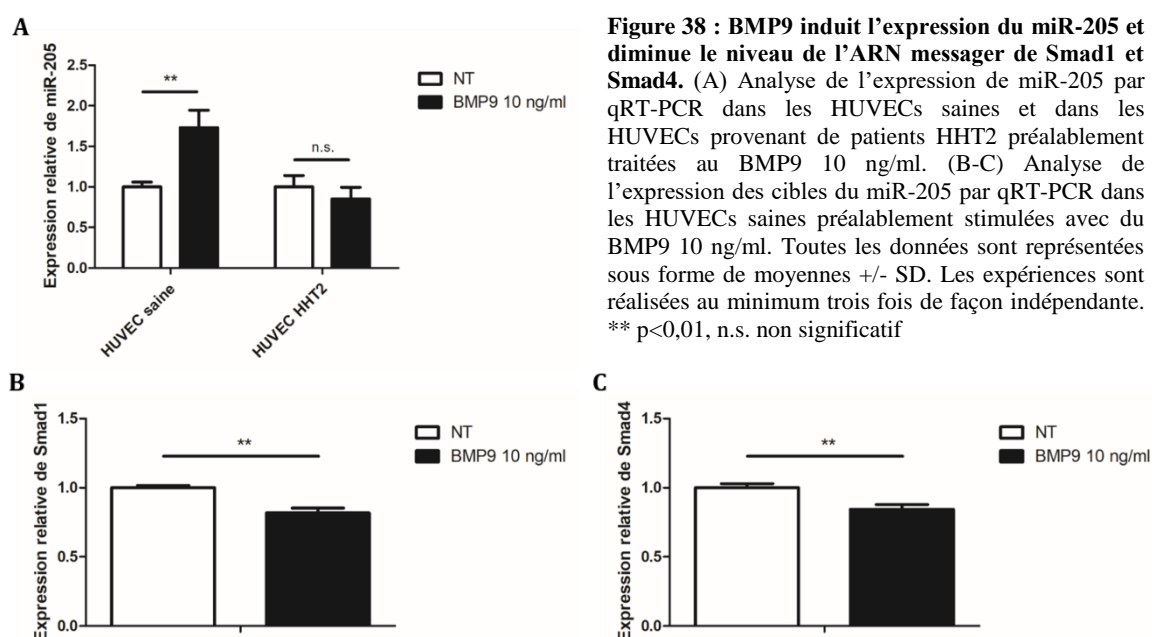 A
Expression relative de miR-205
2.5
2.0
1.5
1.0
0.5
0.0
**
n.s.
NT
BMP9 10 ng/ml
HUVEC saine
HUVEC HHT2
Figure 38 : BMP9 induit l’expression du miR-205 et
diminue le niveau de l’ARN messager de Smad1 et
Smad4. (A) Analyse de l’expression de miR-205 par
qRT-PCR dans les HUVECs saines et dans les
HUVECs provenant de patients HHT2 préalablement
traitées au BMP9 10 ng/ml. (B-C) Analyse de
l’expression des cibles du miR-205 par qRT-PCR dans
les HUVECs saines préalablement stimulées avec du
BMP9 10 ng/ml. Toutes les données sont représentées
sous forme de moyennes +/- SD. Les expériences sont
réalisées au minimum trois fois de façon indépendante.
** p<0,01, n.s. non significatif
B
Expression relative de Smad1
1.5
1.0
0.5
0.0
**
NT
BMP9 10 ng/ml
C
Expression relative de Smad4
1.5
1.0
0.5
0.0
**
NT
BMP9 10 ng/ml